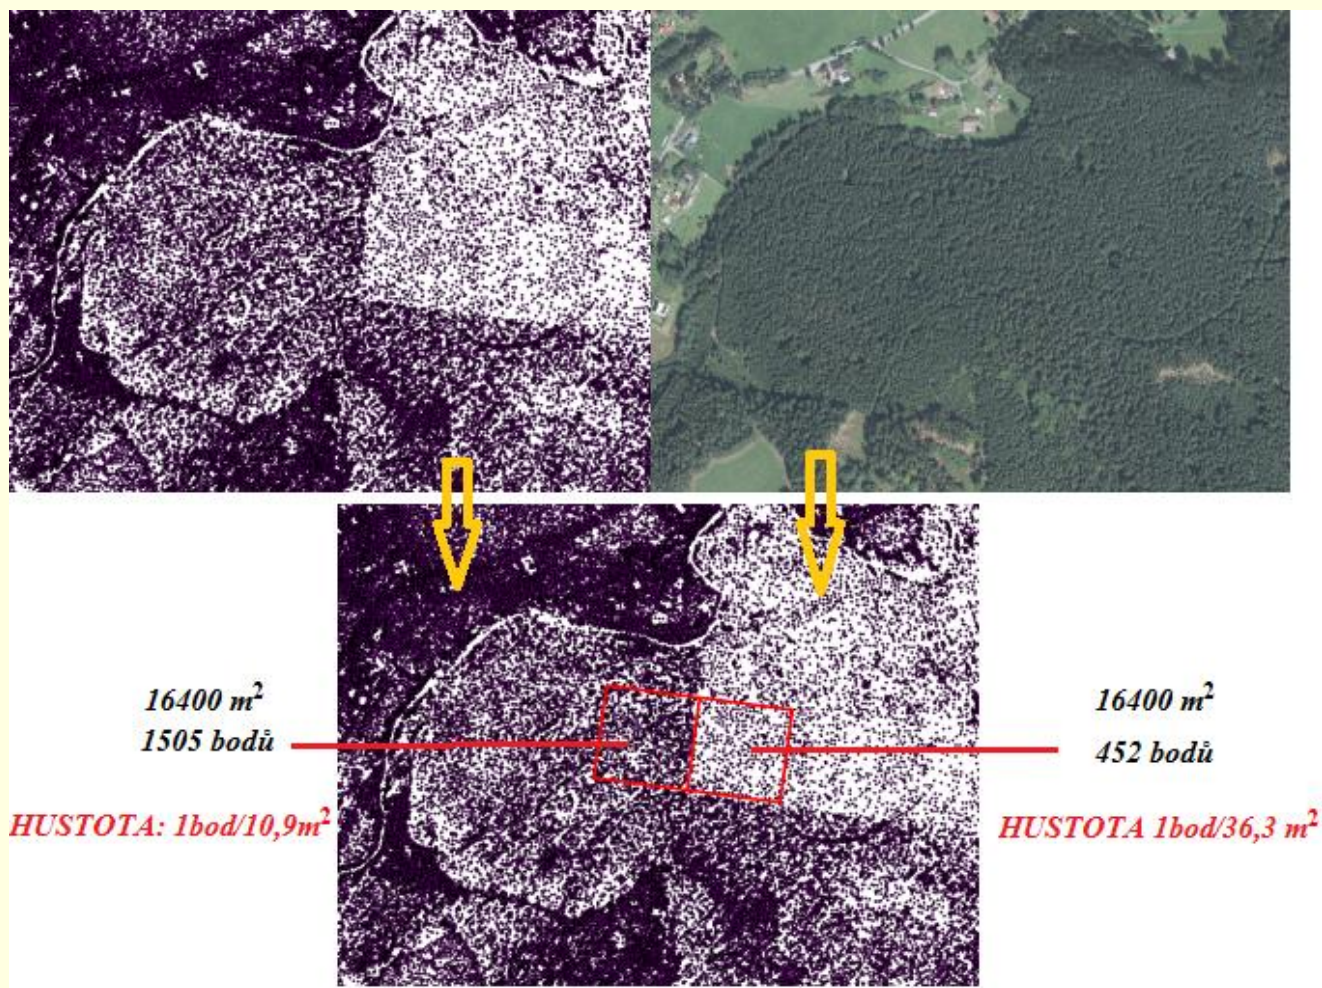 16400 m²
1505 bodů
HUSTOTA: 1bod/10,9m²
16400 m²
452 bodů
HUSTOTA 1bod/36,3 m²